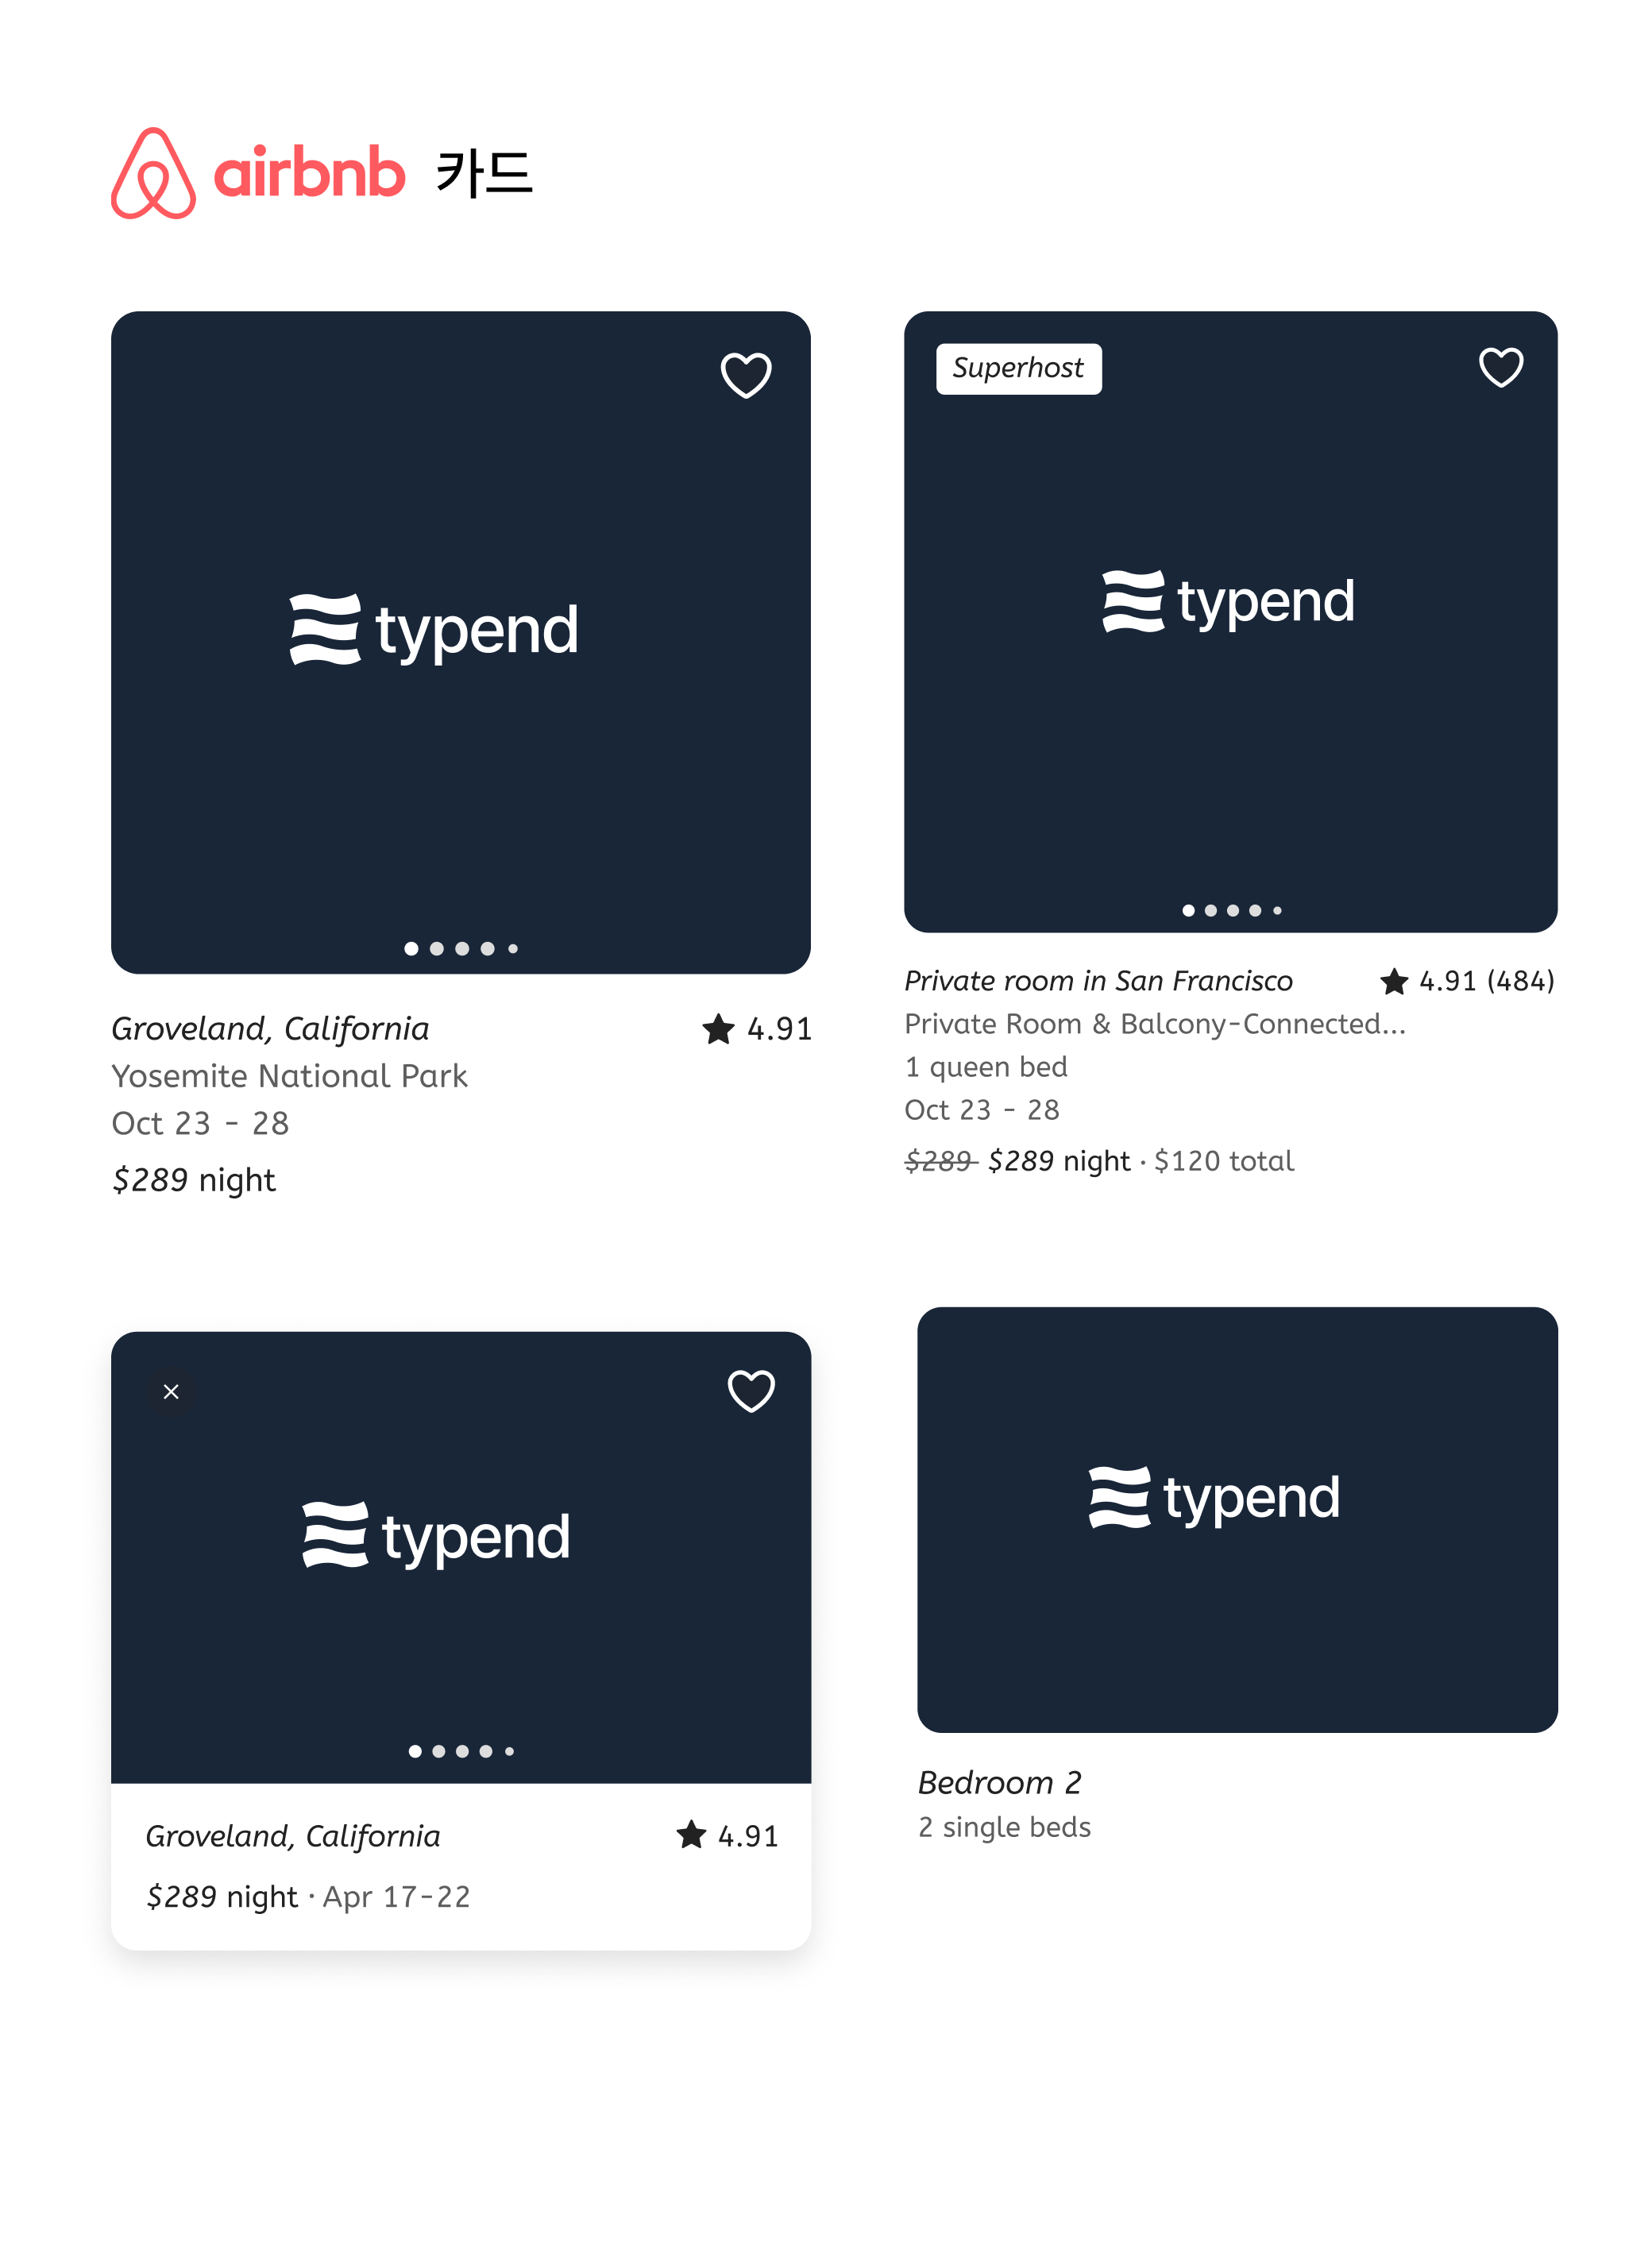 airbnb 카드
typend
Groveland, California ★ 4.91
Yosemite National Park
Oct 23 - 28
$289 night
Superhost
typend
Private room in San Francisco ★ 4.91 (484)
Private Room & Balcony-Connected...
1 queen bed
Oct 23 - 28
$289 $289 night · $120 total
typend
Groveland, California ★ 4.91
$289 night · Apr 17-22
typend
Bedroom 2
2 single beds